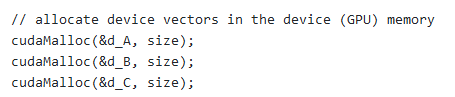 // allocate device vectors in the device (GPU) memory
cudaMalloc(&d_A, size);
cudaMalloc(&d_B, size);
cudaMalloc(&d_C, size);